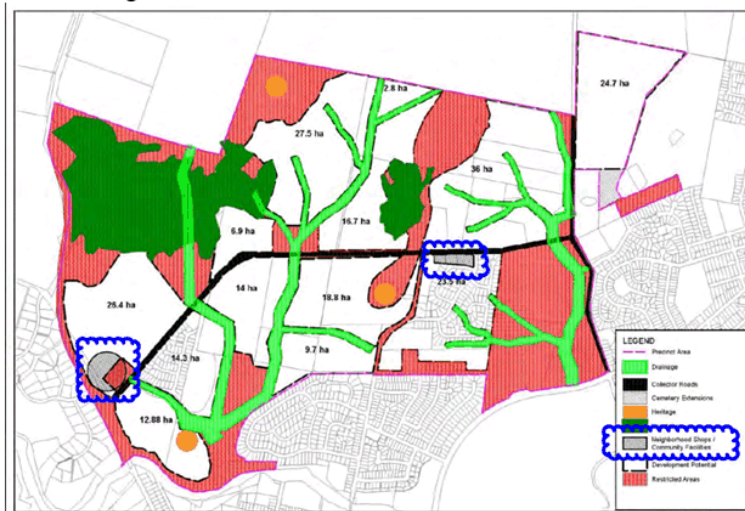 24.7 ha
2.8 ha
27.5 ha
36 ha
16.7 ha
6.9 ha
14 ha
18.8 ha
23.5 ha
25.4 ha
14.3 ha
9.7 ha
12.88 ha
LEGEND
Precinct Area
Drainage
Collector Roads
Cemetery Extensions
Heritage
Neighborhood Shops /
Community Facilities
Development Potential
Restricted Areas